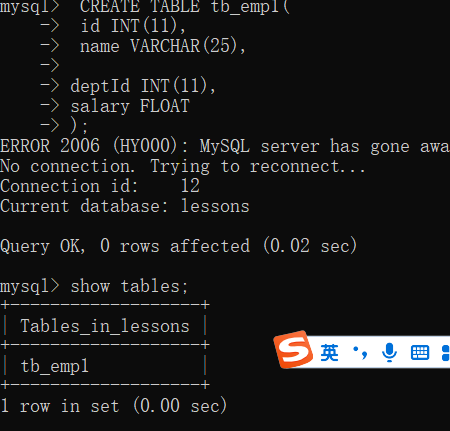 mysql>  CREATE TABLE tb_empl(
    ->  id INT(11),
    ->  name VARCHAR(25),
    ->
    -> deptId INT(11),
    -> salary FLOAT
    -> );
ERROR 2006 (HY000): MySQL server has gone awa
No connection. Trying to reconnect...
Connection id:    12
Current database: lessons
Query OK, 0 rows affected (0.02 sec)
mysql> show tables;
+-------------------+
| Tables_in_lessons |
+-------------------+
| tb_empl           |
+-------------------+
S 英 •,
1 row in set (0.00 sec)